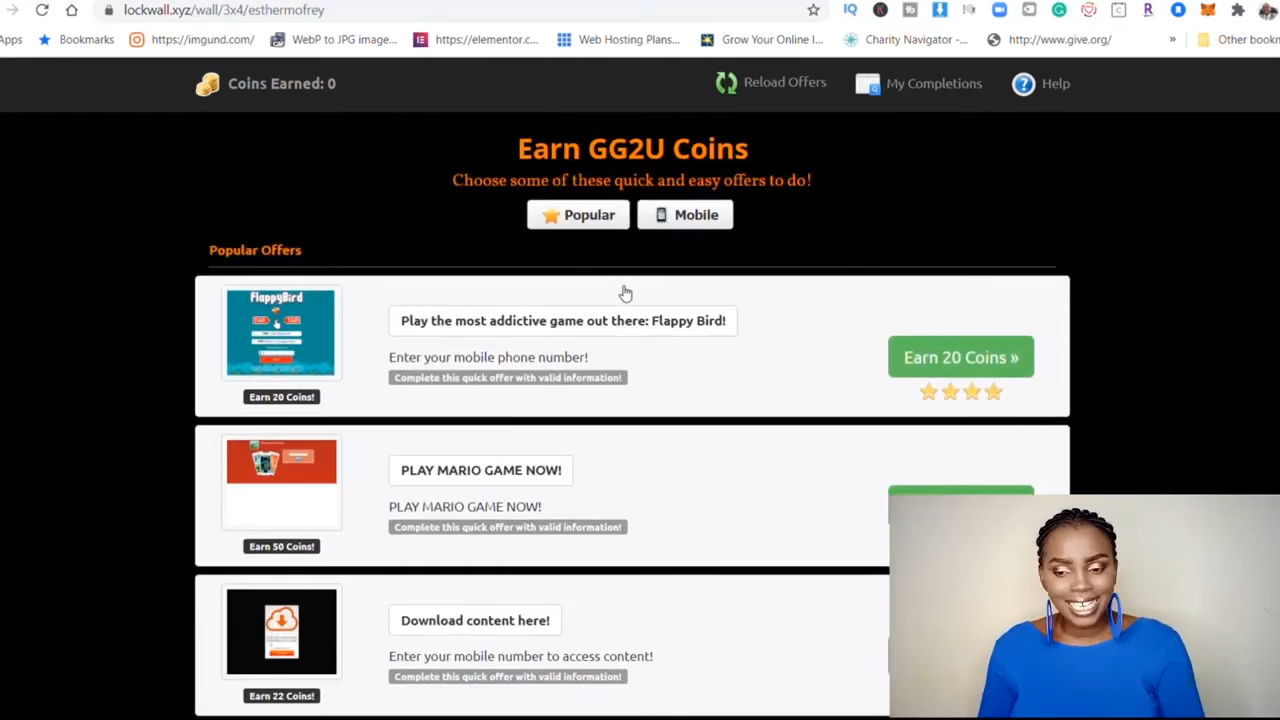 lockwall.xyz/wall/3x4/esthermofrey
Apps
Bookmarks
https://imgund.com/
WebP to JPG image...
https://elementor.c...
Web Hosting Plans...
Grow Your Online I...
Charity Navigator -...
http://www.give.org/
»
Other bookm
Coins Earned: 0
Reload Offers
My Completions
Help
Earn GG2U Coins
Choose some of these quick and easy offers to do!
Popular
Mobile
Popular Offers
FlappyBird
Play the most addictive game out there: Flappy Bird!
Enter your mobile phone number!
Complete this quick offer with valid information!
Earn 20 Coins »
Earn 20 Coins!
PLAY MARIO GAME NOW!
PLAY MARIO GAME NOW!
Complete this quick offer with valid information!
Earn 50 Coins!
Download content here!
Enter your mobile number to access content!
Complete this quick offer with valid information!
Earn 22 Coins!